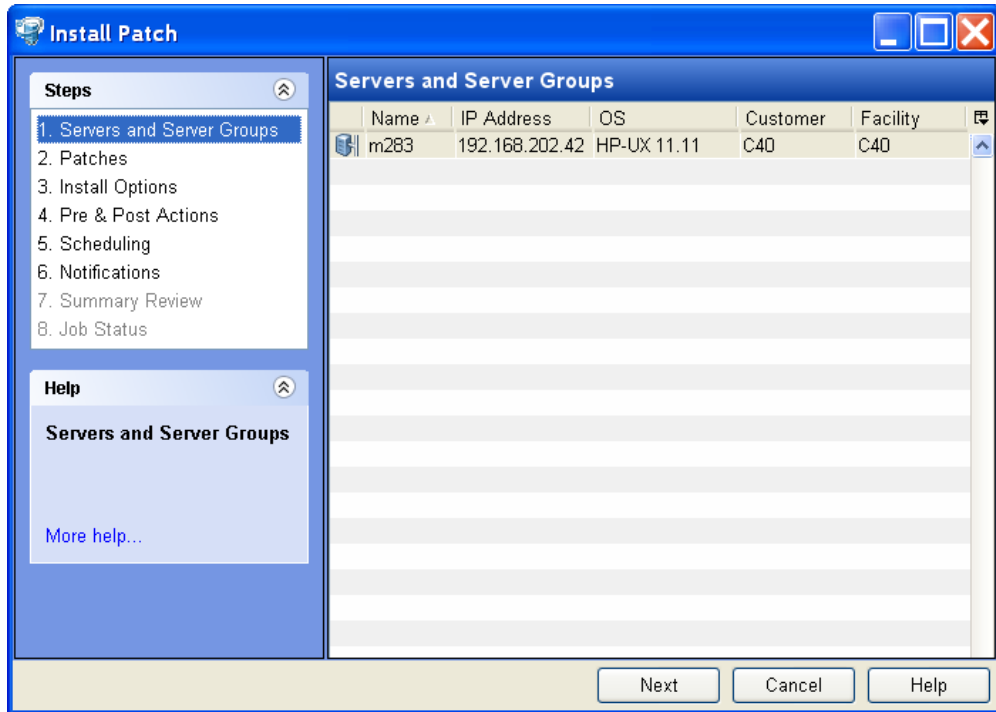 Install Patch
Steps
1. Servers and Server Groups
2. Patches
3. Install Options
4. Pre & Post Actions
5. Scheduling
6. Notifications
7. Summary Review
8. Job Status
Help
Servers and Server Groups
More help...
Servers and Server Groups
Name IP Address OS Customer Facility
m283 192.168.202.42 HP-UX 11.11 C40 C40
Next Cancel Help